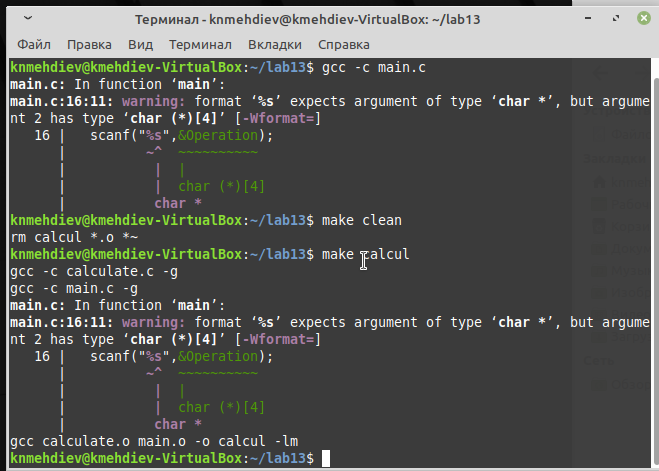 Терминал - knmehdiev@kmehdiev-VirtualBox: ~/lab13
Файл Правка Вид Терминал Вкладки Справка
knmehdiev@kmehdiev-VirtualBox:~/lab13$ gcc -c main.c
main.c: In function ‘main’:
main.c:16:11: warning: format ‘%s’ expects argument of type ‘char *’, but argume
nt 2 has type ‘char (*)[4]’ [-Wformat=]
16 | scanf("%s",&Operation);
| ~^ ~~~~~~~~~~
| | |
| | char (*)[4]
| char *
knmehdiev@kmehdiev-VirtualBox:~/lab13$ make clean
rm calcul *.o *~
knmehdiev@kmehdiev-VirtualBox:~/lab13$ make calcul
gcc -c calculate.c -g
gcc -c main.c -g
main.c: In function ‘main’:
main.c:16:11: warning: format ‘%s’ expects argument of type ‘char *’, but argume
nt 2 has type ‘char (*)[4]’ [-Wformat=]
16 | scanf("%s",&Operation);
| ~^ ~~~~~~~~~~
| | |
| | char (*)[4]
| char *
gcc calculate.o main.o -o calcul -lm
knmehdiev@kmehdiev-VirtualBox:~/lab13$